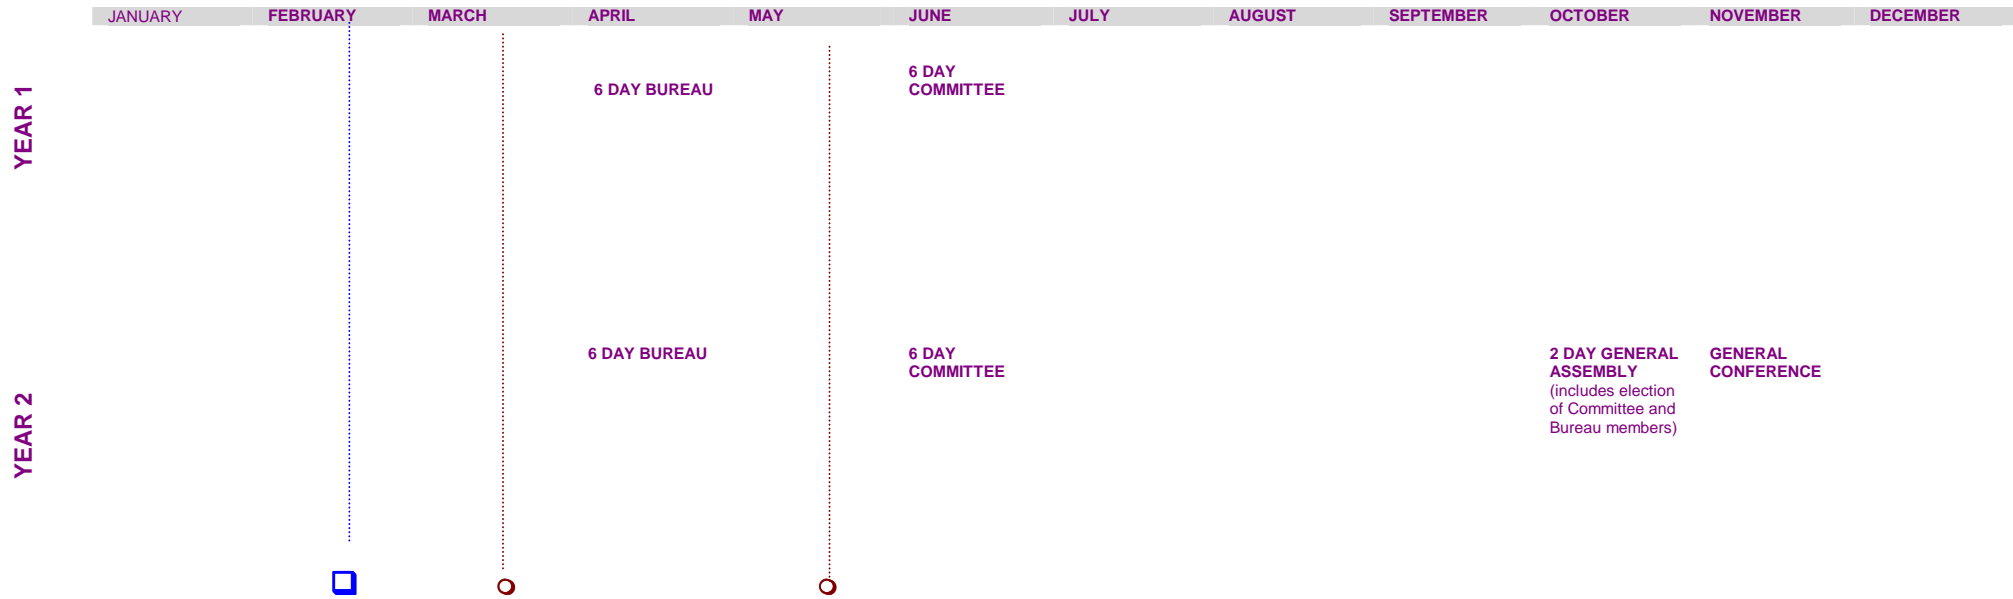 JANUARY FEBRUARY MARCH APRIL MAY JUNE JULY AUGUST SEPTEMBER OCTOBER NOVEMBER DECEMBER
YEAR 1
6 DAY BUREAU
6 DAY
COMMITTEE
YEAR 2
6 DAY BUREAU
6 DAY
COMMITTEE
2 DAY GENERAL
ASSEMBLY
(includes election
of Committee and
Bureau members)
GENERAL
CONFERENCE